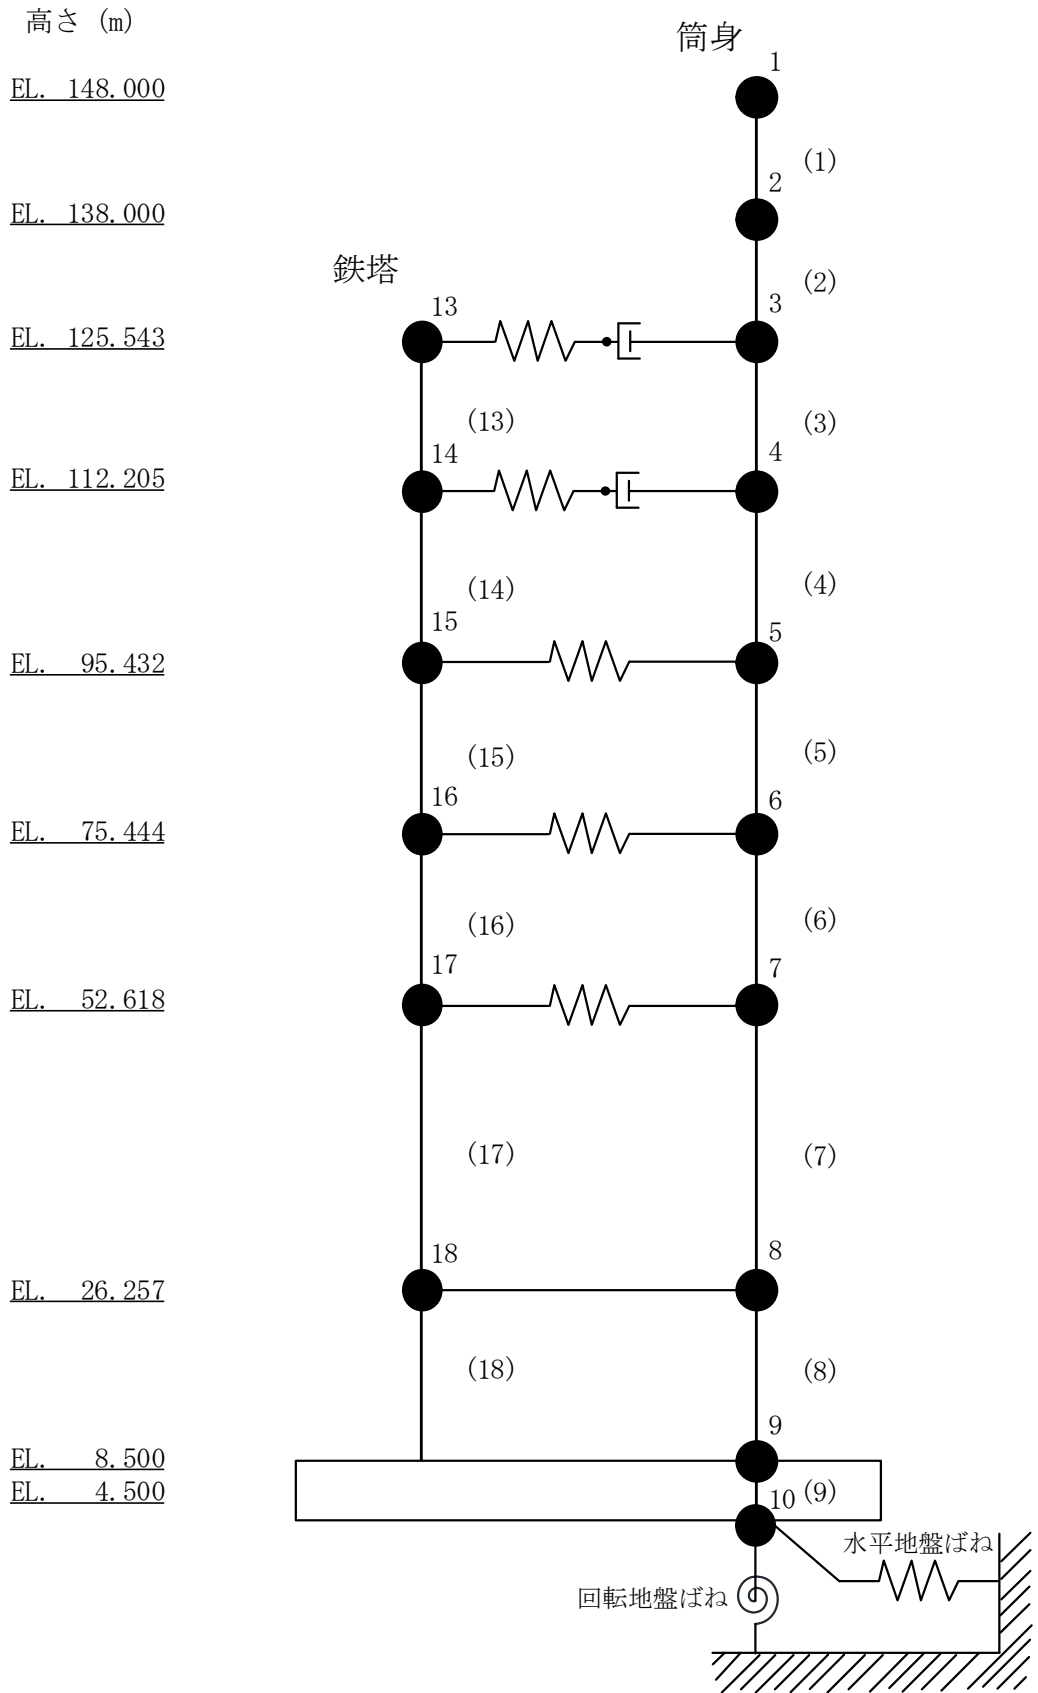 高さ (m)
筒身
1
EL. 148.000
(1)
2
EL. 138.000
鉄塔
(2)
13
3
EL. 125.543
(13)
(3)
14
4
EL. 112.205
(14)
(4)
15
5
EL. 95.432
(15)
(5)
16
6
EL. 75.444
(16)
(6)
17
7
EL. 52.618
(17)
(7)
18
8
EL. 26.257
(18)
(8)
9
EL. 8.500
EL. 4.500
10
(9)
水平地盤ばね
回転地盤ばね